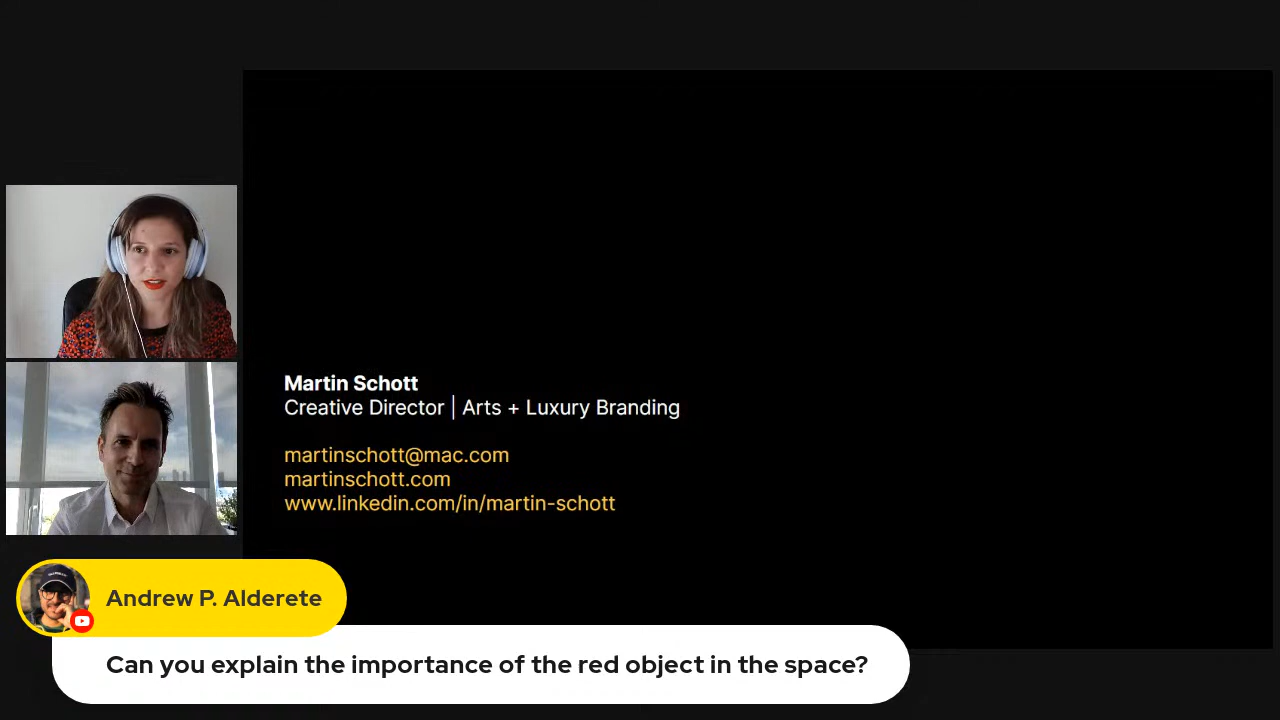 Martin Schott
Creative Director | Arts + Luxury Branding
martinschott@mac.com
martinschott.com
www.linkedin.com/in/martin-schott
Andrew P. Alderete
Can you explain the importance of the red object in the space?